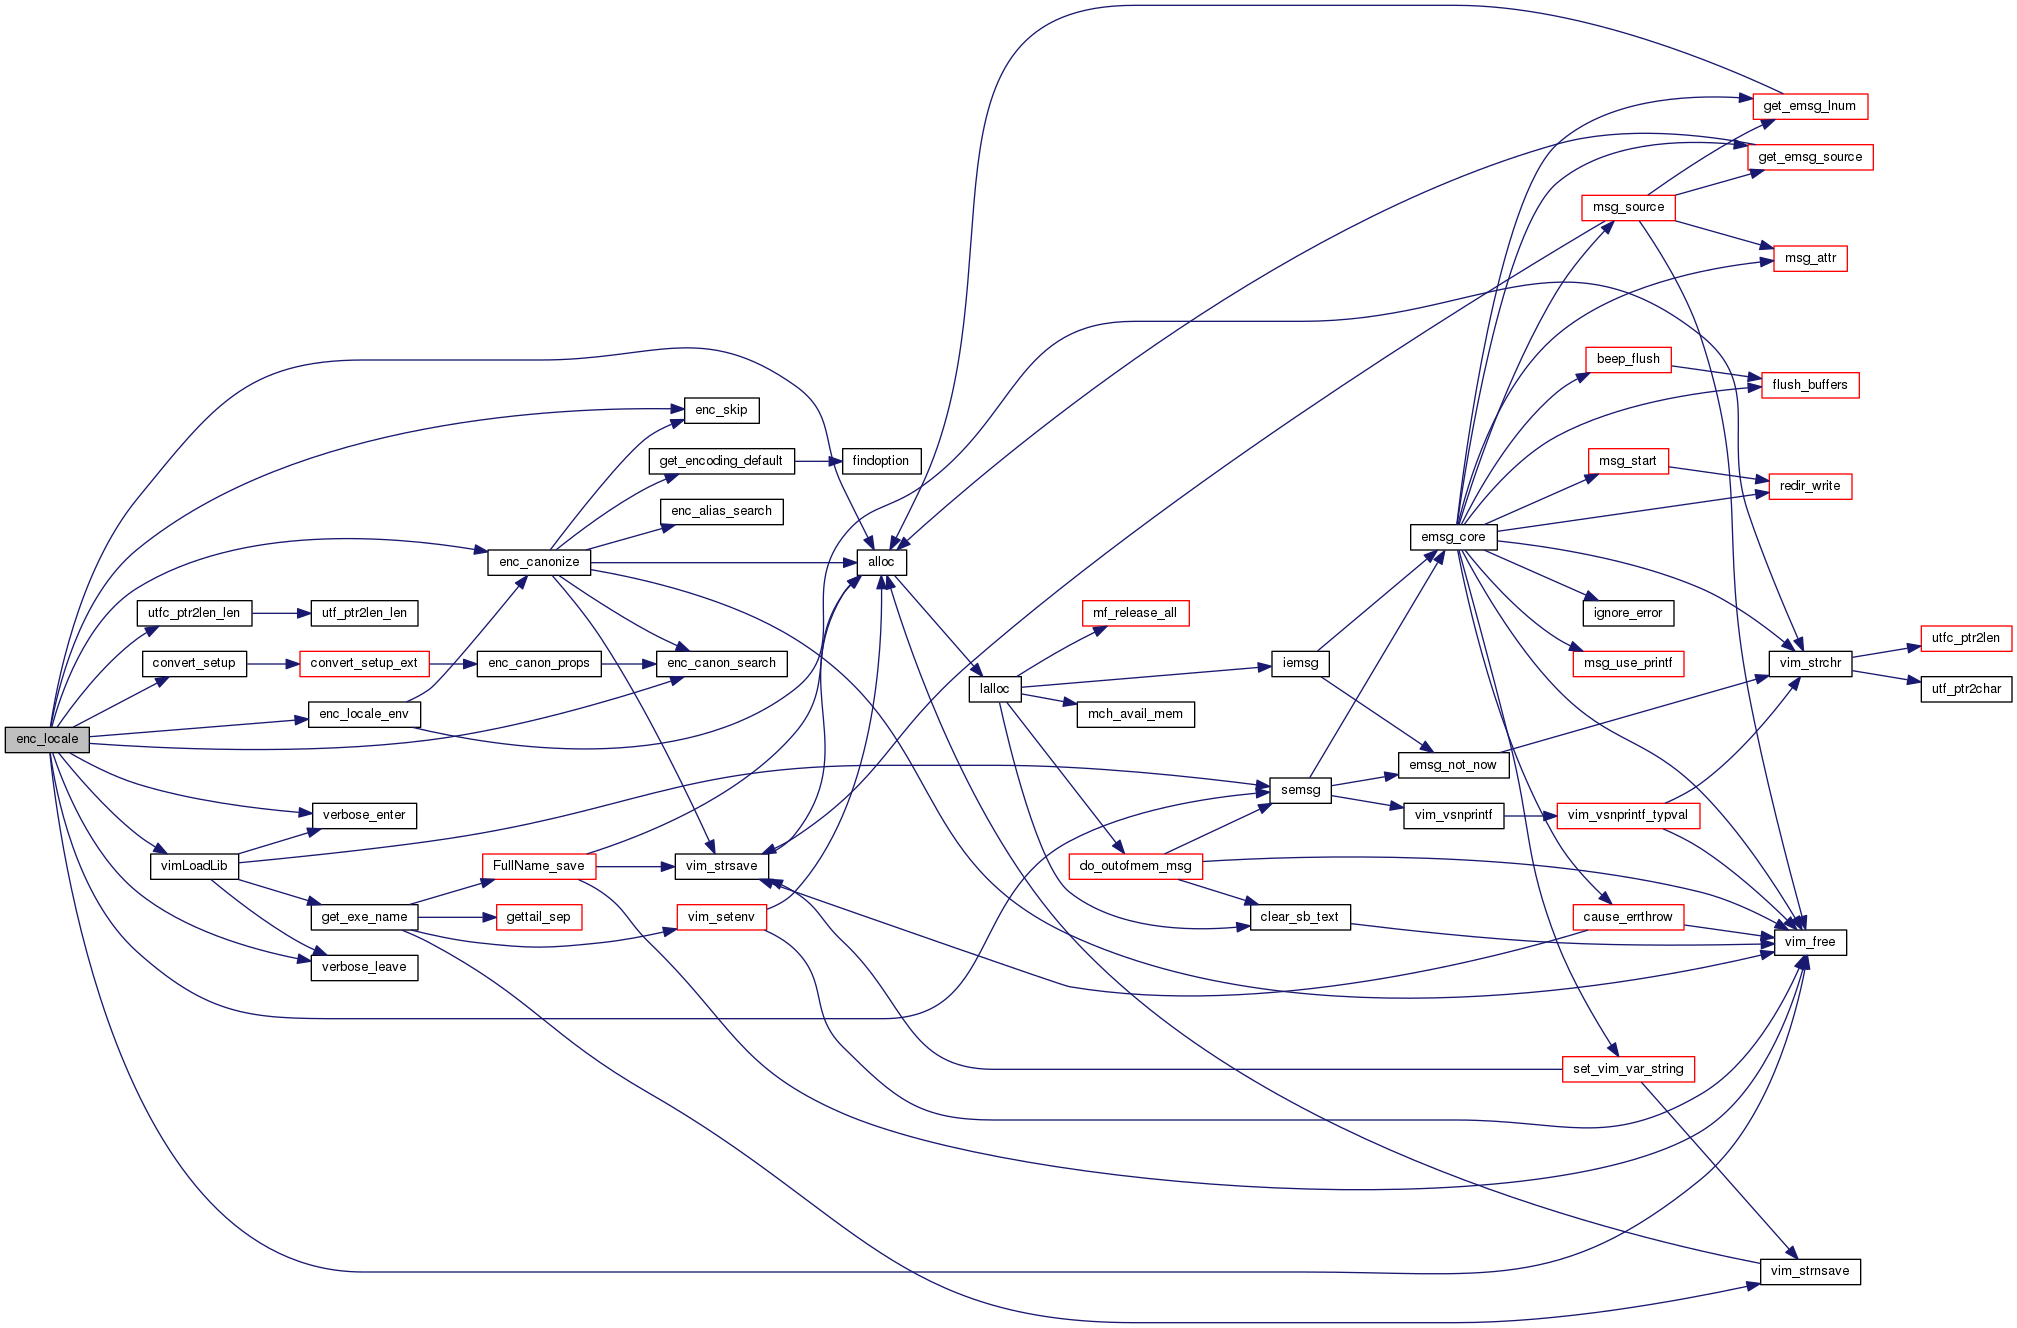 get_emsg_lnum
get_emsg_source
msg_source
msg_attr
beep_flush
flush_buffers
enc_skip
get_encoding_default
findoption
msg_start
redir_write
enc_alias_search
emsg_core
enc_canonize
alloc
utfc_ptr2len_len
utf_ptr2len_len
mf_release_all
ignore_error
utfc_ptr2len
convert_setup
convert_setup_ext
enc_canon_props
enc_canon_search
iemsg
msg_use_printf
vim_strchr
lalloc
utf_ptr2char
enc_locale_env
mch_avail_mem
enc_locale
emsg_not_now
semsg
verbose_enter
vim_vsnprintf
vim_vsnprintf_typval
vimLoadLib
FullName_save
vim_strsave
do_outofmem_msg
get_exe_name
gettail_sep
vim_setenv
clear_sb_text
cause_errthrow
vim_free
verbose_leave
set_vim_var_string
vim_strnsave